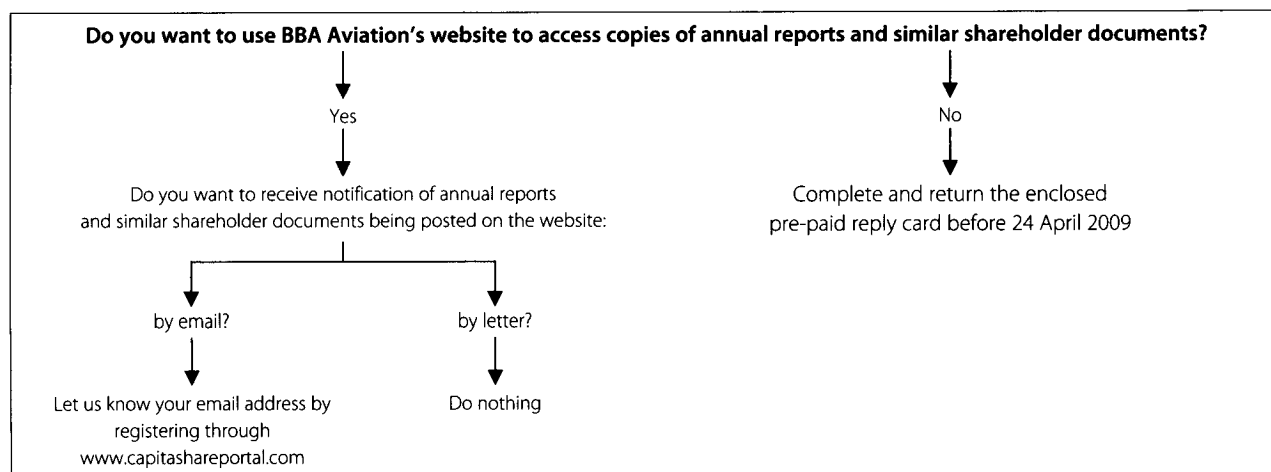 Do you want to use BBA Aviation's website to access copies of annual reports and similar shareholder documents?
Yes
No
Do you want to receive notification of annual reports
and similar shareholder documents being posted on the website:
Complete and return the enclosed
pre-paid reply card before 24 April 2009
by email?
by letter?
Let us know your email address by
registering through
www.capitashareportal.com
Do nothing